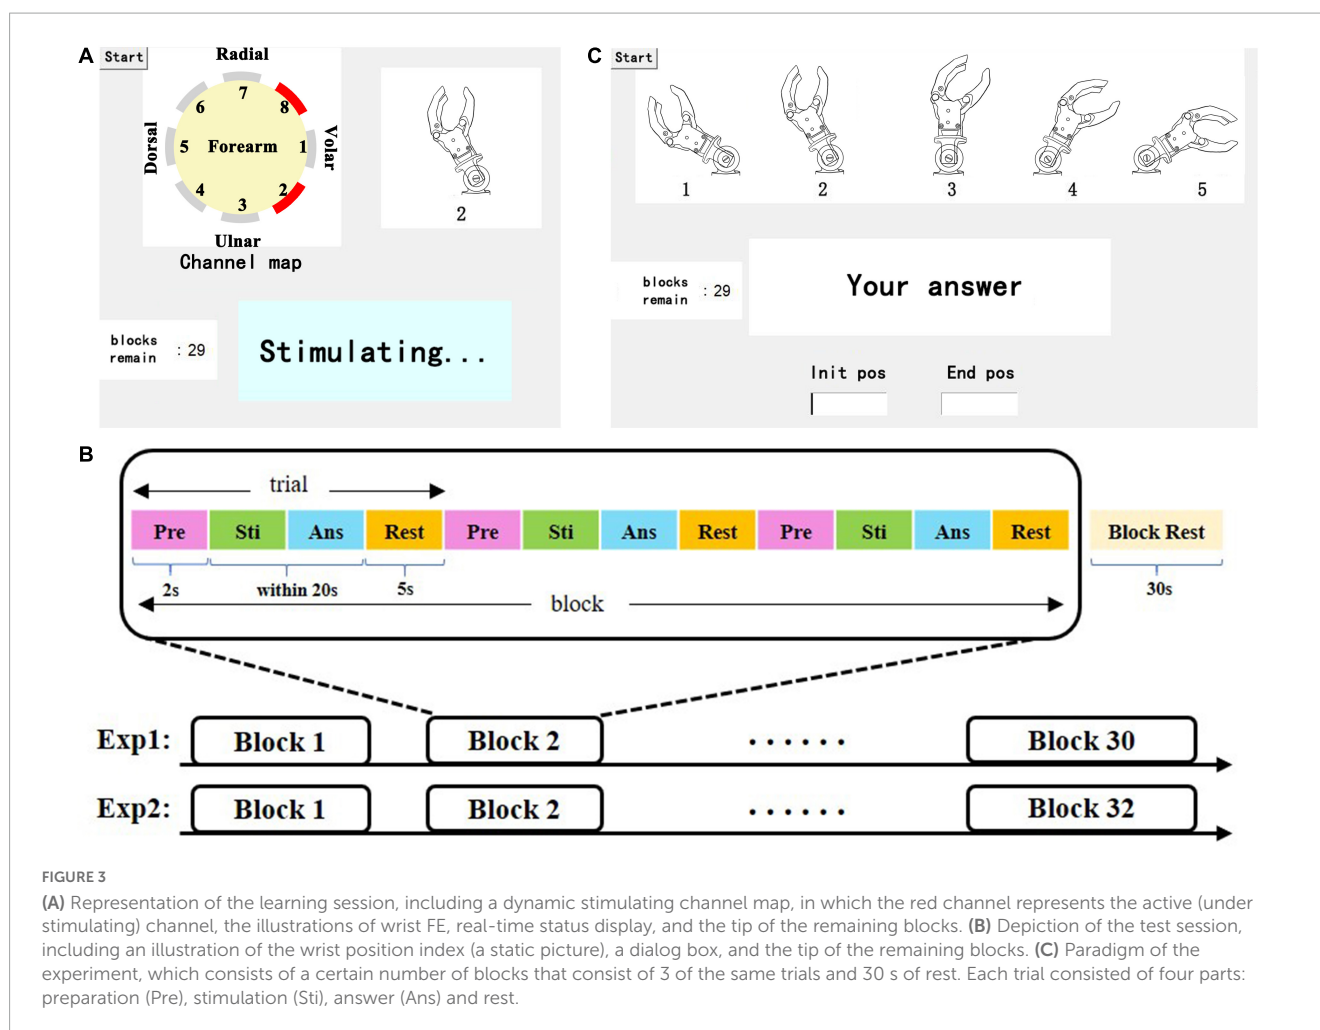 A
Start
Radial
7
6
8
Dorsal
5
Forearm
1
Volar
4
2
3
Ulnar
Channel map
2
blocks
remain
: 29
Stimulating...
C
Start
1
2
3
4
5
blocks
remain
: 29
Your answer
Init pos
End pos
B
trial
Pre Sti Ans Rest Pre Sti Ans Rest Pre Sti Ans Rest Block Rest
2s within 20s 5s 30s
block
Exp1: Block 1 Block 2 ...... Block 30
Exp2: Block 1 Block 2 ...... Block 32
FIGURE 3
(A) Representation of the learning session, including a dynamic stimulating channel map, in which the red channel represents the active (under
stimulating) channel, the illustrations of wrist FE, real-time status display, and the tip of the remaining blocks. (B) Depiction of the test session,
including an illustration of the wrist position index (a static picture), a dialog box, and the tip of the remaining blocks. (C) Paradigm of the
experiment, which consists of a certain number of blocks that consist of 3 of the same trials and 30 s of rest. Each trial consisted of four parts:
preparation (Pre), stimulation (Sti), answer (Ans) and rest.